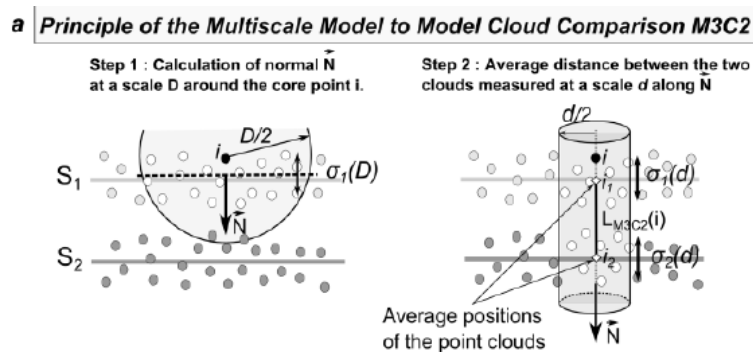 a Principle of the Multiscale Model to Model Cloud Comparison M3C2
Step 1 : Calculation of normal N⃗
at a scale D around the core point i.
Step 2 : Average distance between the two
clouds measured at a scale d along N⃗
d/2
D/2
i
i
S₁
σ₁(D)
i₁
σ₁(d)
N⃗
L_M3C2(i)
S₂
i₂
σ₂(d)
Average positions
of the point clouds
N⃗